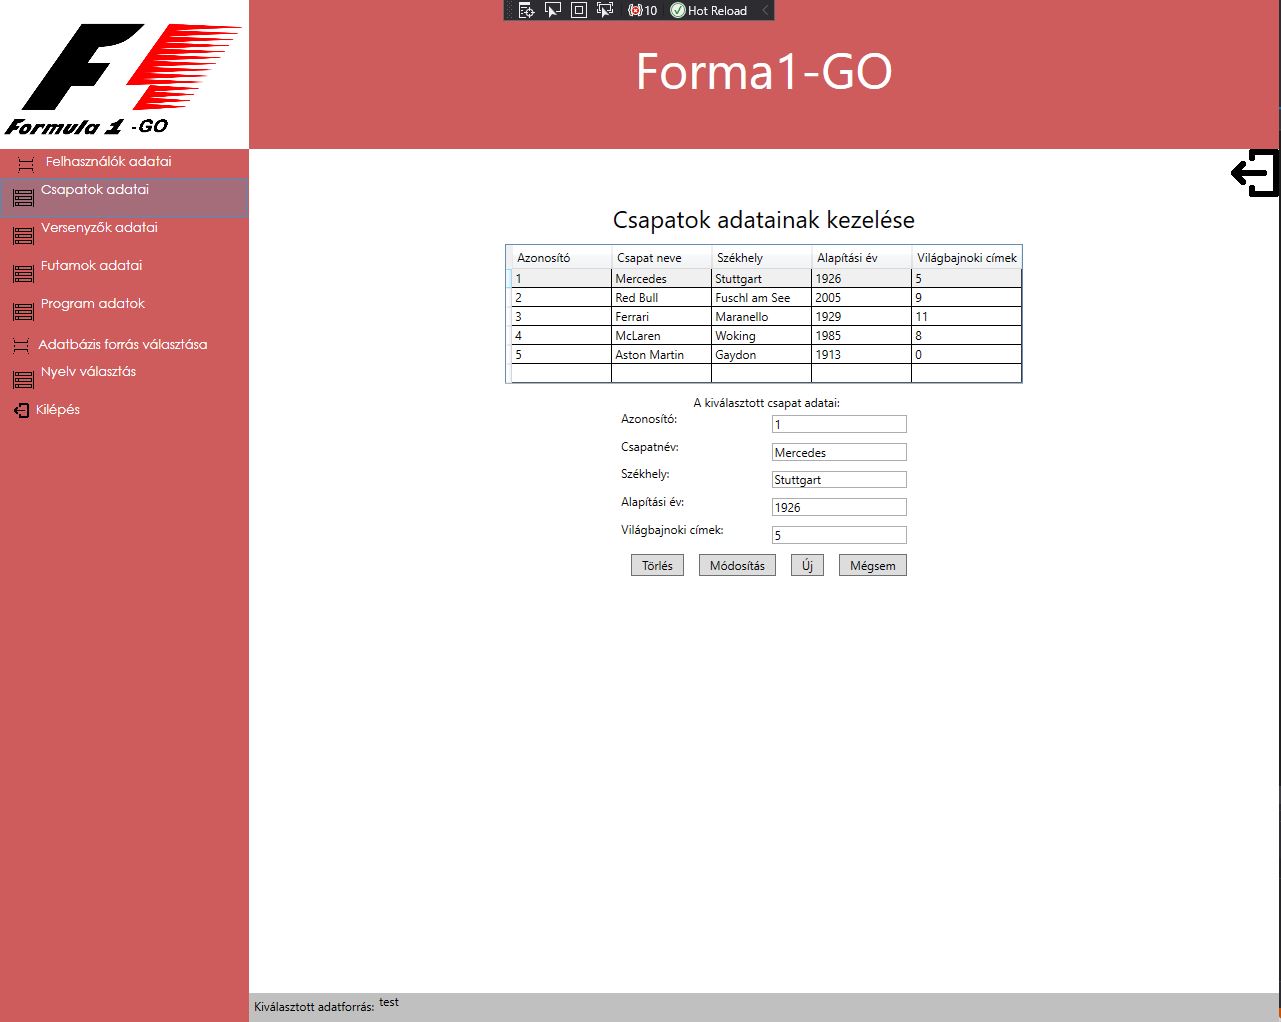 10 Hot Reload
Formula 1 -GO
Forma1-GO
Felhasználók adatai
Csapatok adatai
Versenyzők adatai
Futamok adatai
Program adatok
Adatbázis forrás választása
Nyelv választás
Kilépés
Csapatok adatainak kezelése
Azonosító Csapat neve Székhely Alapítási év Világbajnoki címek
1 Mercedes Stuttgart 1926 5
2 Red Bull Fuschl am See 2005 9
3 Ferrari Maranello 1929 11
4 McLaren Woking 1985 8
5 Aston Martin Gaydon 1913 0
A kiválasztott csapat adatai:
Azonosító: 1
Csapatnév: Mercedes
Székhely: Stuttgart
Alapítási év: 1926
Világbajnoki címek: 5
Törlés Módosítás Új Mégsem
Kiválasztott adatforrás: test